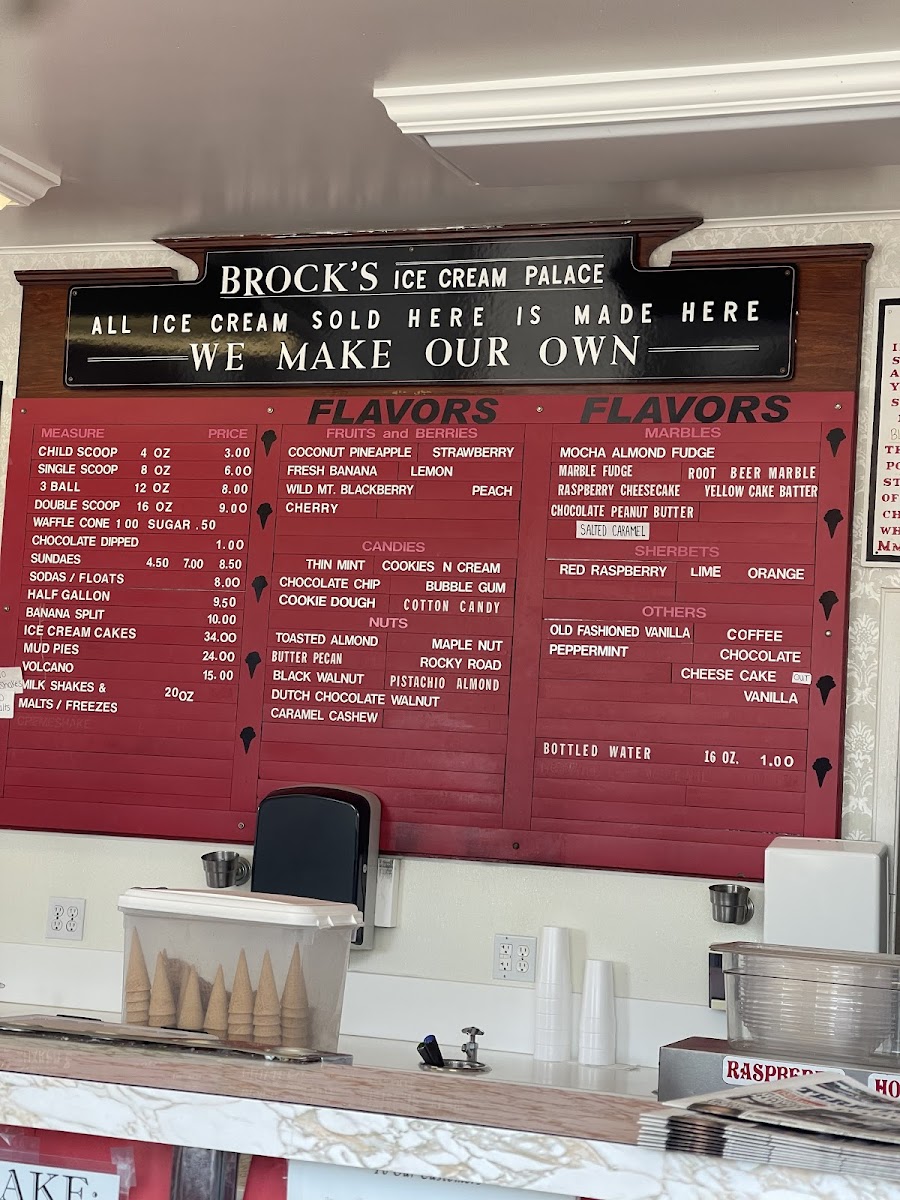 BROCK'S ICE CREAM PALACE
ALL ICE CREAM SOLD HERE IS MADE HERE
WE MAKE OUR OWN
MEASURE PRICE
CHILD SCOOP 4 OZ 3.00
SINGLE SCOOP 8 OZ 6.00
3 BALL 12 OZ 8.00
DOUBLE SCOOP 16 OZ 9.00
WAFFLE CONE 1 00 SUGAR .50
CHOCOLATE DIPPED 1.00
SUNDAES 4.50 7.00 8.50
SODAS / FLOATS 8.00
HALF GALLON 9.50
BANANA SPLIT 10.00
ICE CREAM CAKES 34.00
MUD PIES 24.00
VOLCANO 15.00
MILK SHAKES & 20OZ
MALTS / FREEZES
FLAVORS
FRUITS and BERRIES
COCONUT PINEAPPLE STRAWBERRY
FRESH BANANA LEMON
WILD MT. BLACKBERRY PEACH
CHERRY
CANDIES
THIN MINT COOKIES N CREAM
CHOCOLATE CHIP BUBBLE GUM
COOKIE DOUGH COTTON CANDY
NUTS
TOASTED ALMOND MAPLE NUT
BUTTER PECAN ROCKY ROAD
BLACK WALNUT PISTACHIO ALMOND
DUTCH CHOCOLATE WALNUT
CARAMEL CASHEW
FLAVORS
MARBLES
MOCHA ALMOND FUDGE
MARBLE FUDGE ROOT BEER MARBLE
RASPBERRY CHEESECAKE YELLOW CAKE BATTER
CHOCOLATE PEANUT BUTTER
SALTED CARAMEL
SHERBETS
RED RASPBERRY LIME ORANGE
OTHERS
OLD FASHIONED VANILLA COFFEE
PEPPERMINT CHOCOLATE
CHEESE CAKE OUT
VANILLA
BOTTLED WATER 16 OZ. 1.00
RASPBER
HO
AKE:
To Our Customers